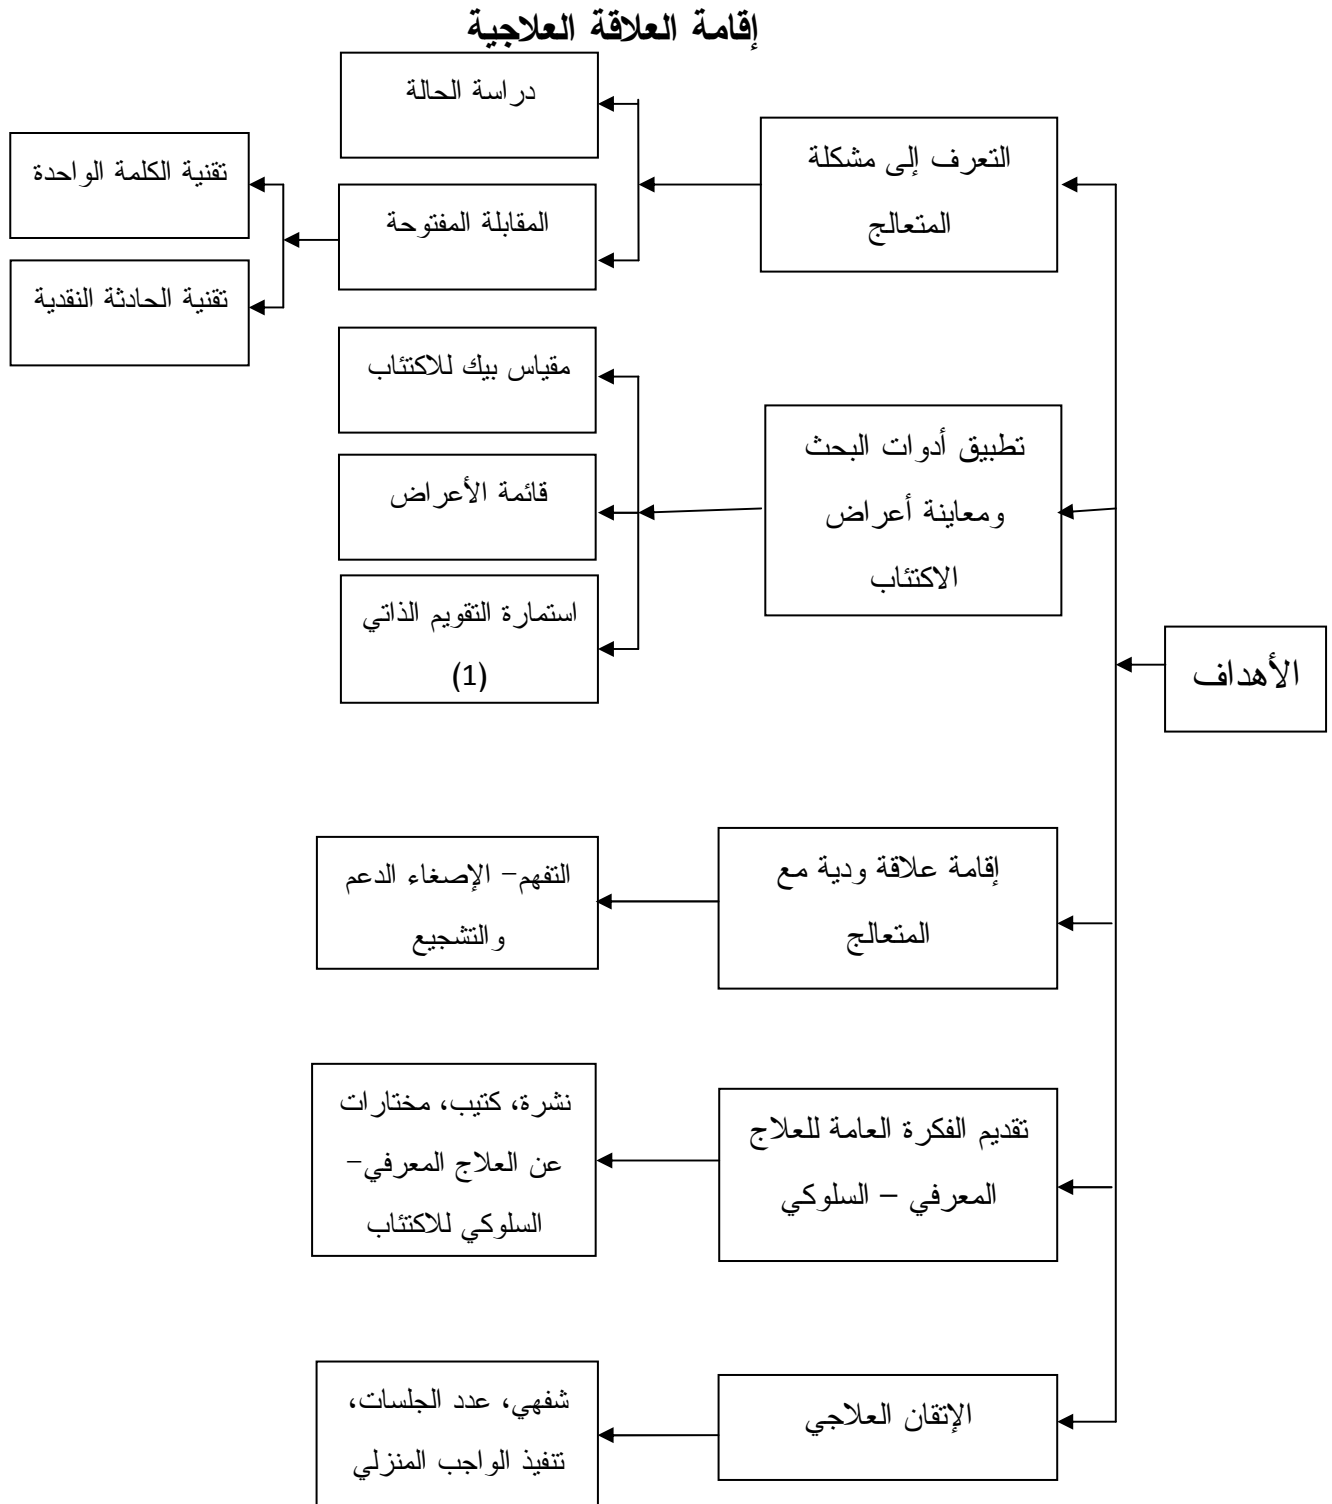 إقامة العلاقة العلاجية
الأهداف
التعرف إلى مشكلة
المتعالج
دراسة الحالة
المقابلة المفتوحة
تقنية الكلمة الواحدة
تقنية الحادثة النقدية
تطبيق أدوات البحث
ومعاينة أعراض
الاكتئاب
مقياس بيك للاكتئاب
قائمة الأعراض
استمارة التقويم الذاتي
(1)
إقامة علاقة ودية مع
المتعالج
التفهم– الإصغاء الدعم
والتشجيع
تقديم الفكرة العامة للعلاج
المعرفي – السلوكي
نشرة، كتيب، مختارات
عن العلاج المعرفي–
السلوكي للاكتئاب
الإتقان العلاجي
شفهي، عدد الجلسات،
تنفيذ الواجب المنزلي